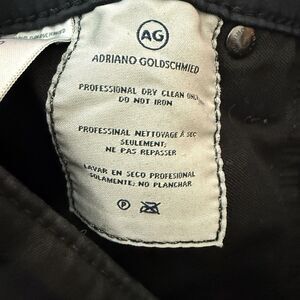 AG
ADRIANO GOLDSCHMIED
PROFESSIONAL DRY CLEAN ONLY
DO NOT IRON
PROFESSINAL NETTOYAGE À SEC
SEULEMENT;
NE PAS REPASSER
LAVAR EN SECO PROFESIONAL
SOLAMENTE; NO PLANCHAR
P